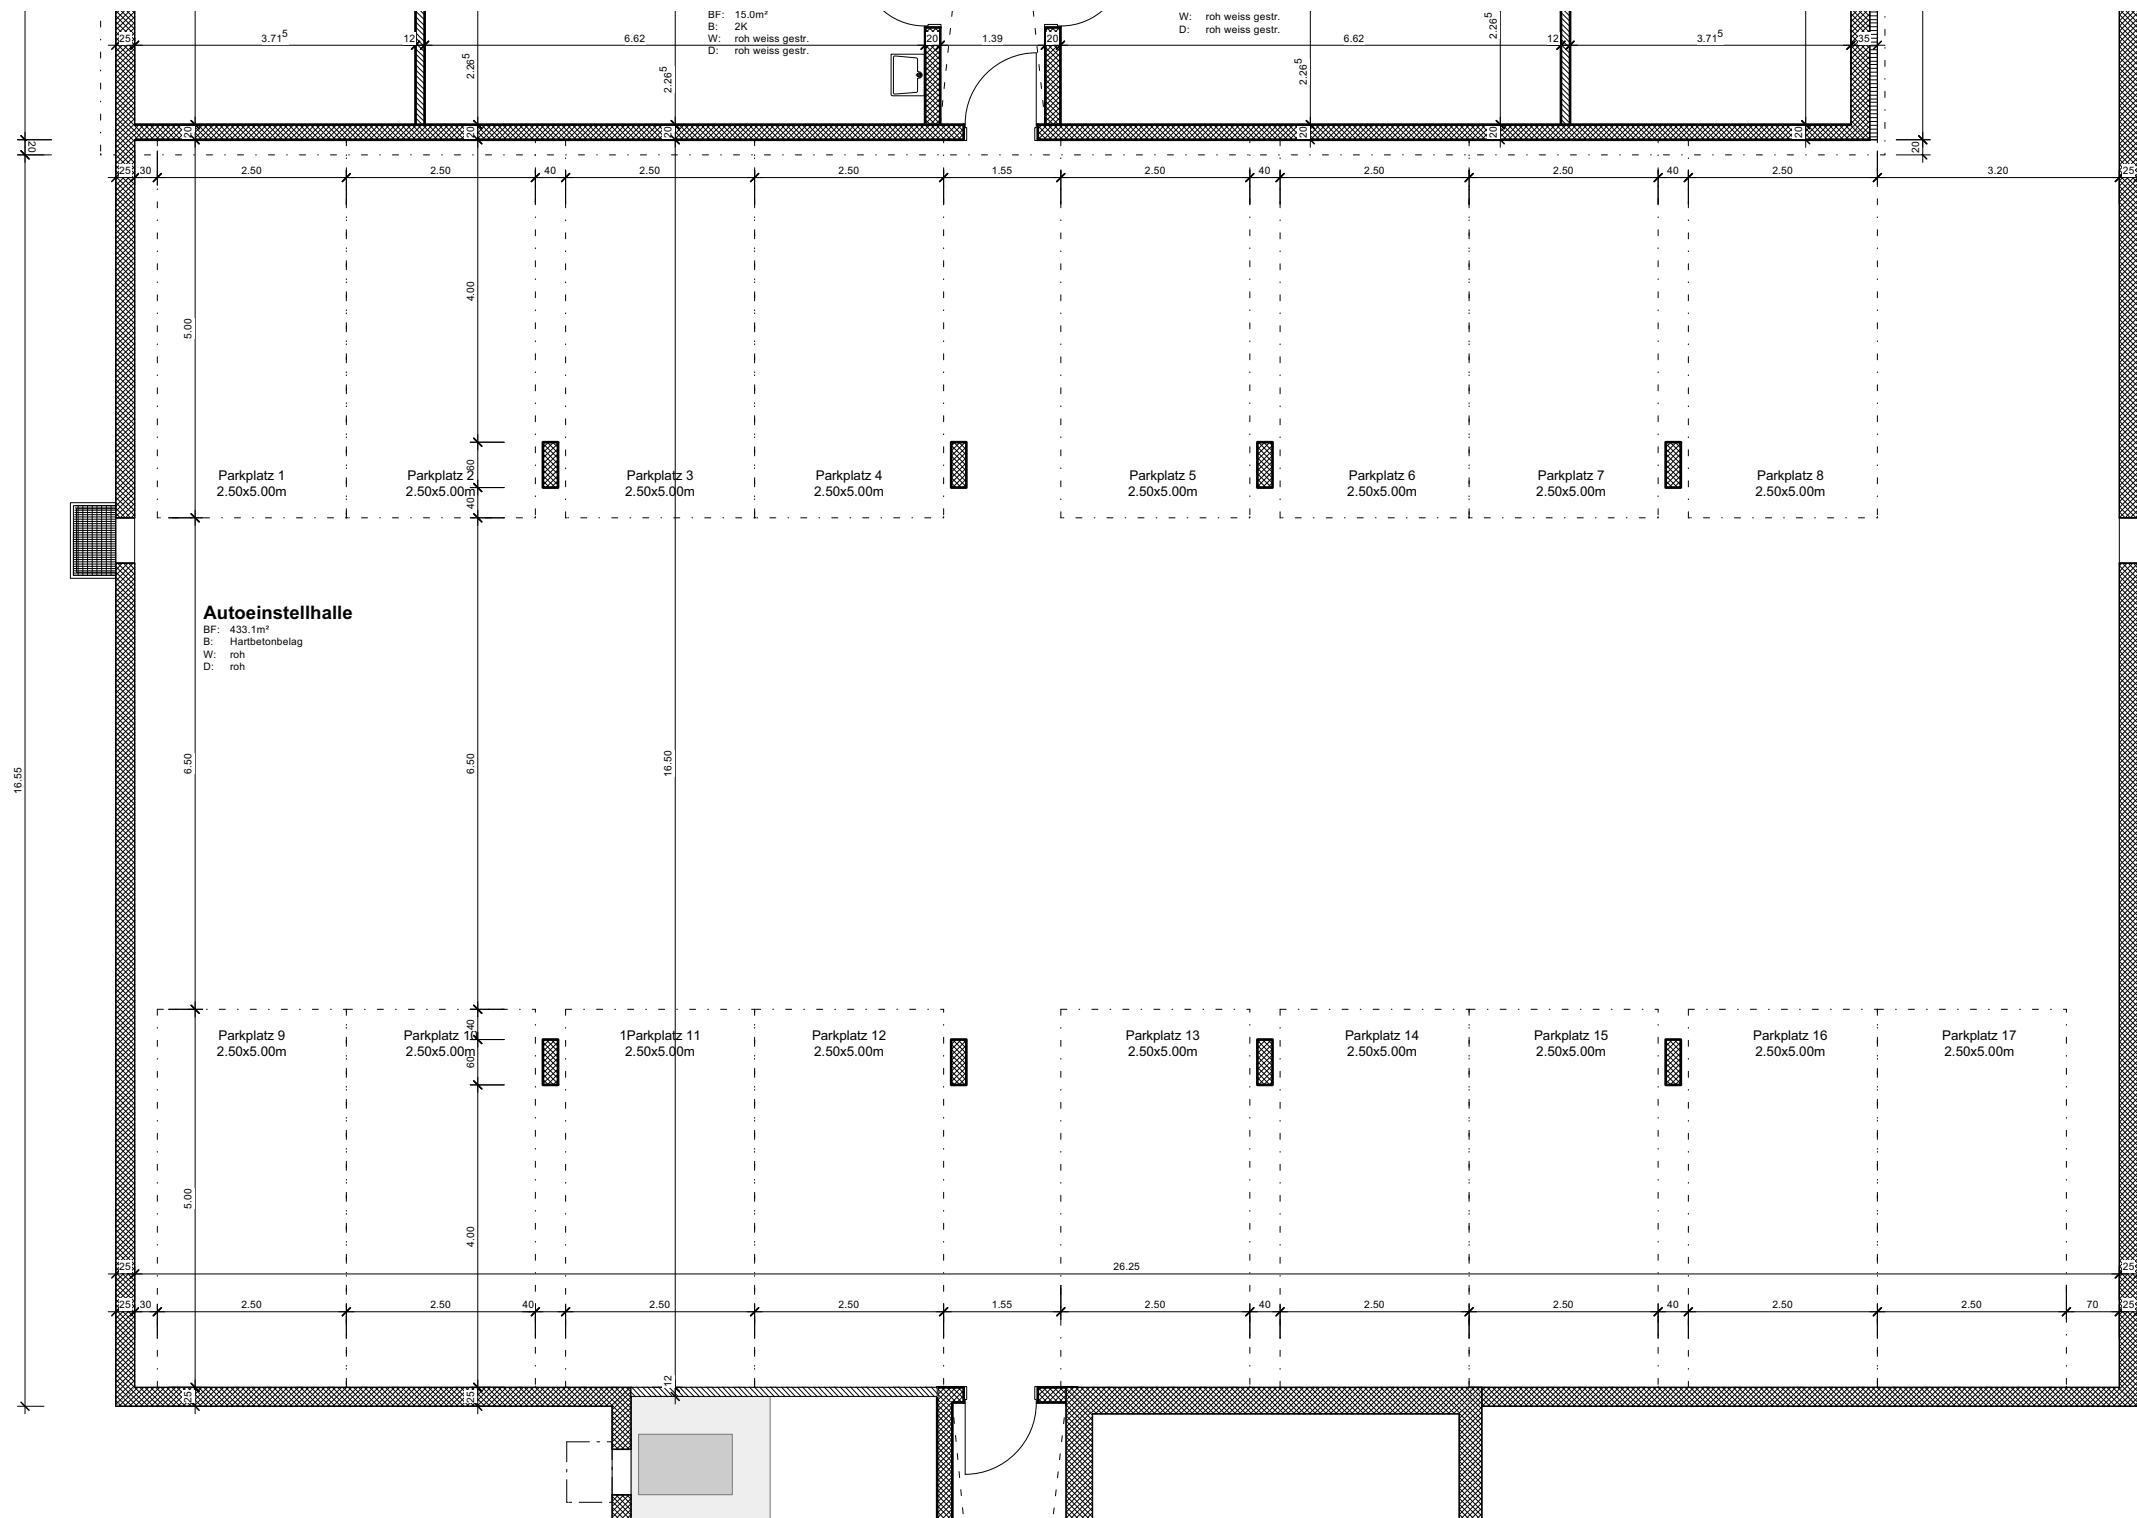 BF: 15.0m²
B: 2K
W: roh weiss gestr.
D: roh weiss gestr.
W: roh weiss gestr.
D: roh weiss gestr.
25 3.71⁵ 12 6.62 20 1.39 20 6.62 12 3.71⁵ 35
2.26⁵ 2.26⁵ 2.26⁵ 2.26⁵
20 20 20 20 20 20
20 20
25 30 2.50 2.50 40 2.50 2.50 1.55 2.50 40 2.50 2.50 40 2.50 3.20 25
4.00
5.00
60
40
Parkplatz 1
2.50x5.00m
Parkplatz 2
2.50x5.00m
Parkplatz 3
2.50x5.00m
Parkplatz 4
2.50x5.00m
Parkplatz 5
2.50x5.00m
Parkplatz 6
2.50x5.00m
Parkplatz 7
2.50x5.00m
Parkplatz 8
2.50x5.00m
Autoeinstellhalle
BF: 433.1m²
B: Hartbetonbelag
W: roh
D: roh
16.55
6.50
6.50
16.50
40
60
Parkplatz 9
2.50x5.00m
Parkplatz 10
2.50x5.00m
1Parkplatz 11
2.50x5.00m
Parkplatz 12
2.50x5.00m
Parkplatz 13
2.50x5.00m
Parkplatz 14
2.50x5.00m
Parkplatz 15
2.50x5.00m
Parkplatz 16
2.50x5.00m
Parkplatz 17
2.50x5.00m
5.00
4.00
25 26.25 25
25 30 2.50 2.50 40 2.50 2.50 1.55 2.50 40 2.50 2.50 40 2.50 2.50 70 25
25 25 12